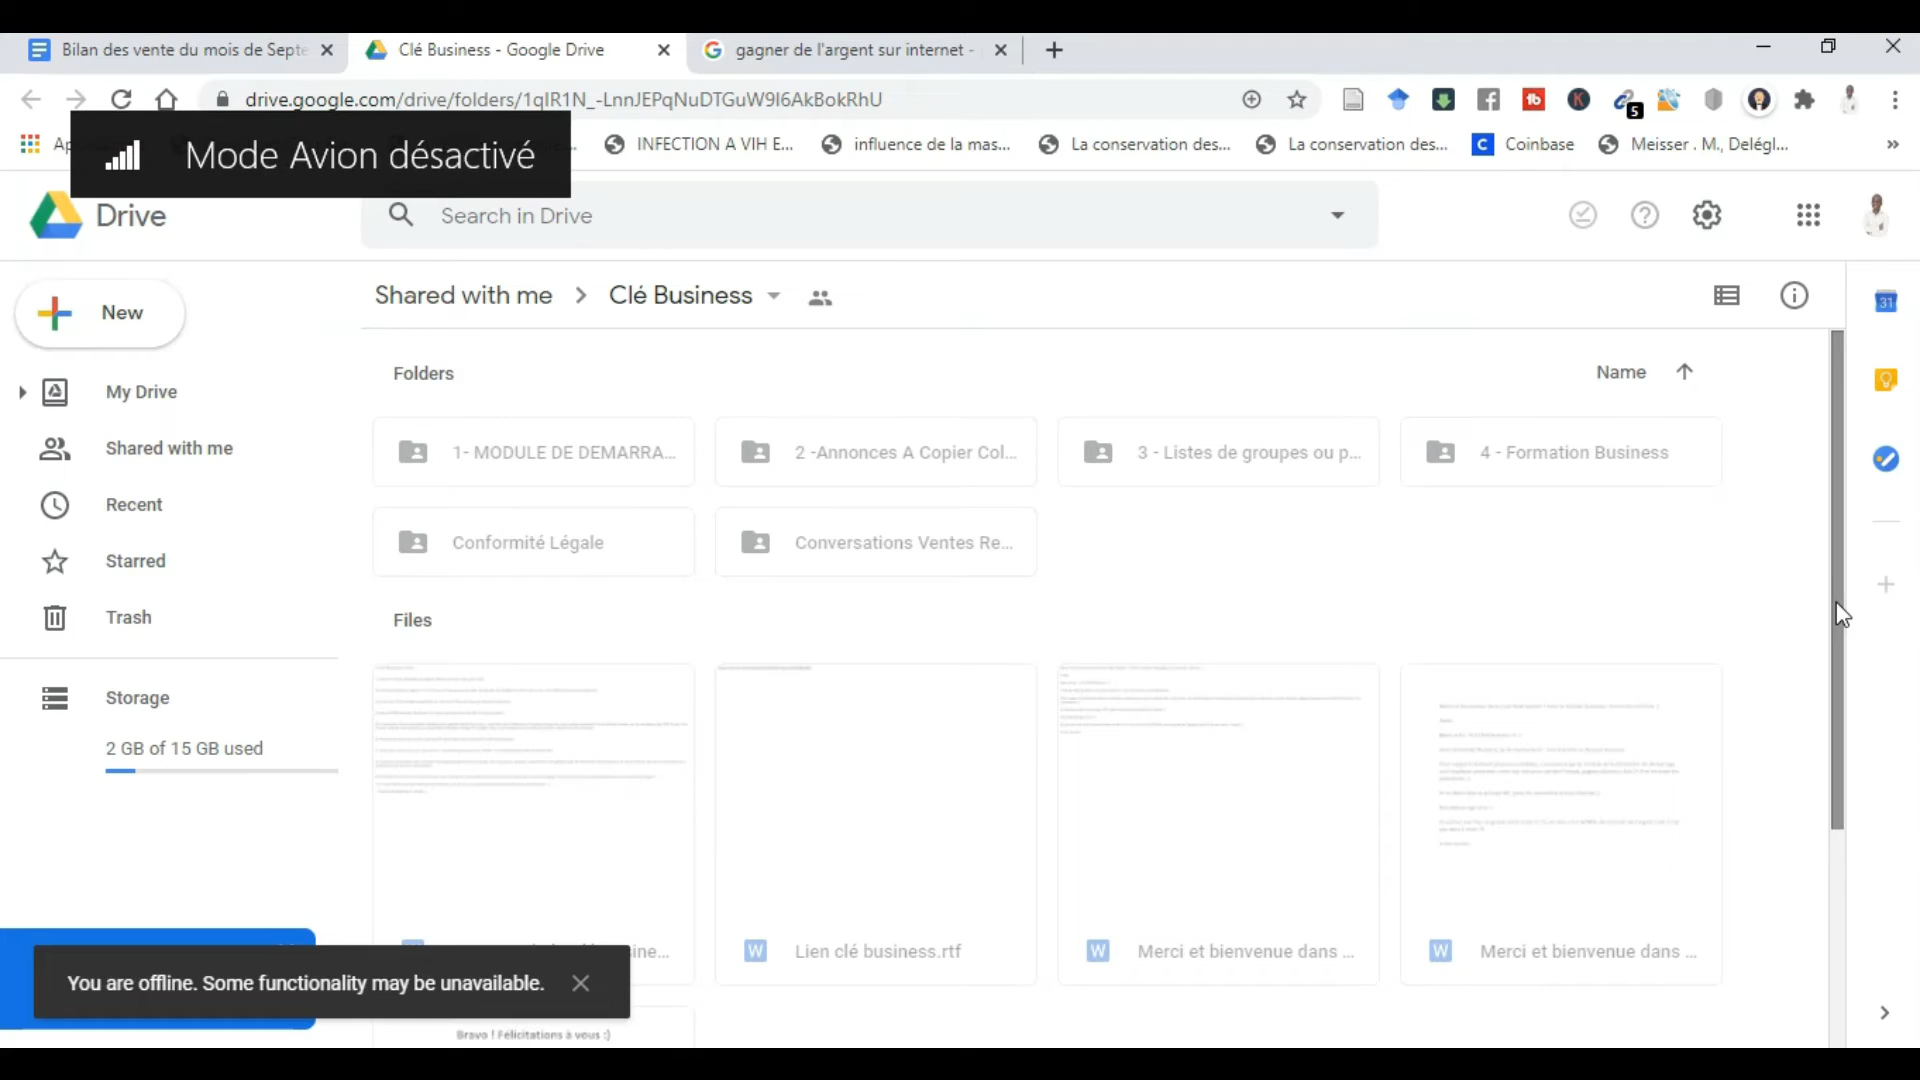 Bilan des vente du mois de Septe
Clé Business - Google Drive
gagner de l'argent sur internet -
drive.google.com/drive/folders/1qlR1N_-LnnJEPqNuDTGuW9I6AkBokRhU
5
Ap
INFECTION A VIH E...
influence de la mas...
La conservation des...
La conservation des...
Coinbase
Meisser . M., Delégl...
Mode Avion désactivé
Drive
Search in Drive
New
Shared with me
Clé Business
31
Folders
Name
My Drive
Shared with me
Recent
Starred
Trash
Storage
2 GB of 15 GB used
1- MODULE DE DEMARRA...
2 -Annonces A Copier Col...
3 - Listes de groupes ou p...
4 - Formation Business
Conformité Légale
Conversations Ventes Re...
Files
sine...
Lien clé business.rtf
Merci et bienvenue dans ...
Merci et bienvenue dans ...
You are offline. Some functionality may be unavailable.
Bravo ! Félicitations à vous :)